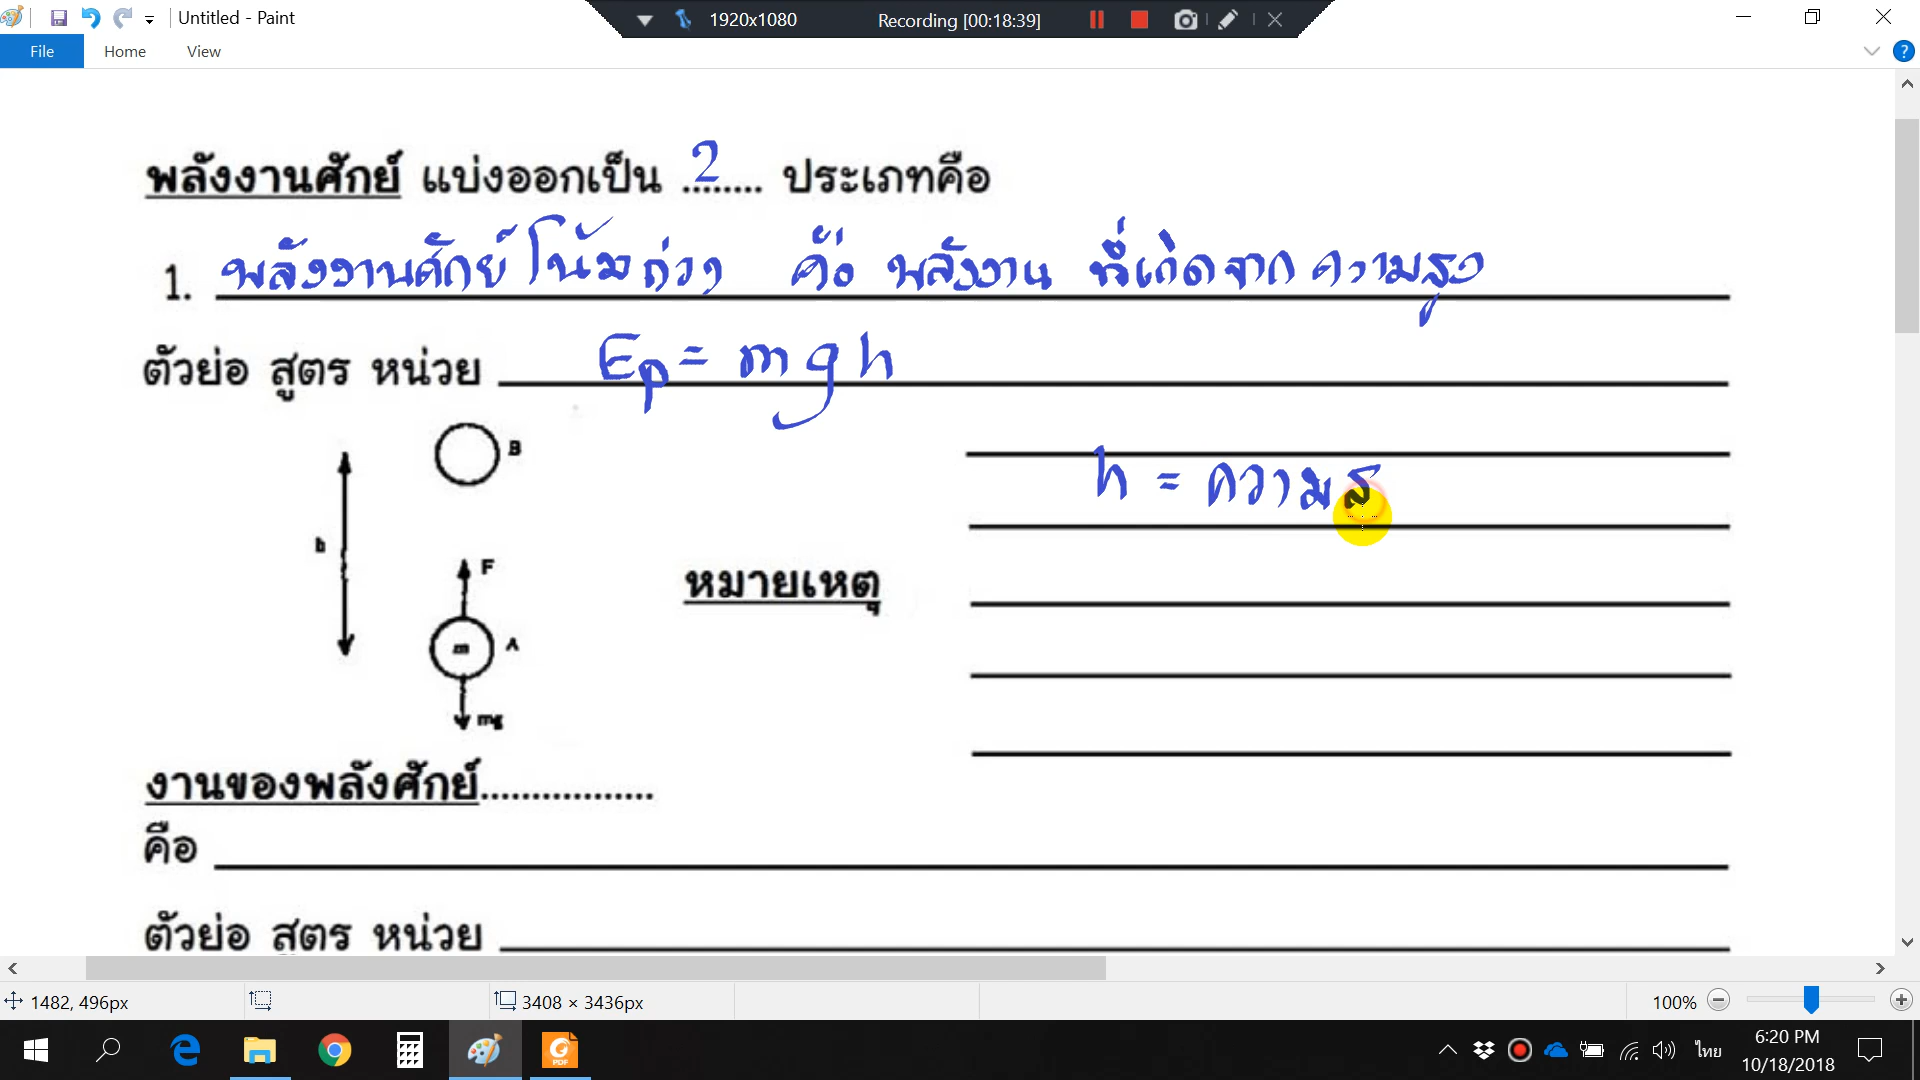 Untitled - Paint
1920x1080 Recording [00:18:39]
File Home View
พลังงานศักย์ แบ่งออกเป็น ...2..... ประเภทคือ
1. พลังงานศักย์โน้มถ่วง คือ พลังงาน ที่เกิดจากความสูง
ตัวย่อ สูตร หน่วย Ep = mgh
B
h = ความส
h
F
หมายเหตุ
m A
mg
งานของพลังศักย์.................
คือ
ตัวย่อ สูตร หน่วย
1482, 496px 3408 × 3436px 100%
PDF
ไทย 6:20 PM
10/18/2018